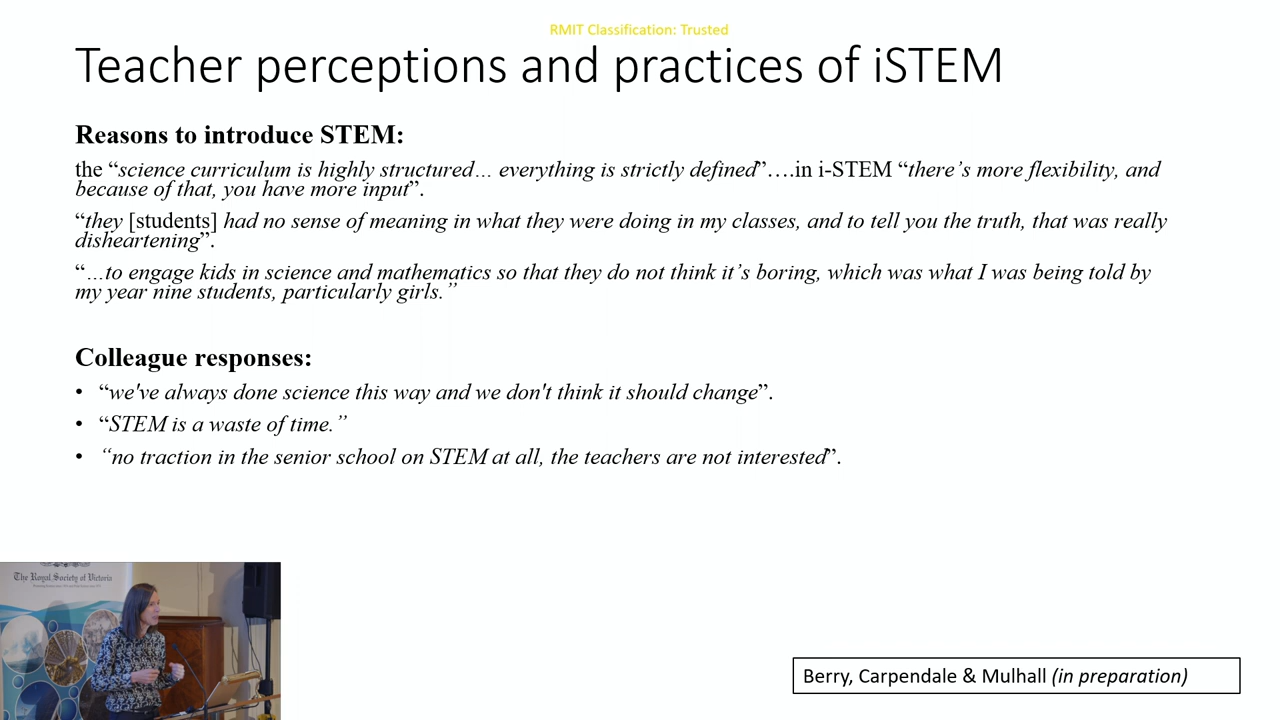 RMIT Classification: Trusted
Teacher perceptions and practices of iSTEM
Reasons to introduce STEM:
the “science curriculum is highly structured… everything is strictly defined”….in i-STEM “there’s more flexibility, and
because of that, you have more input”.
“they [students] had no sense of meaning in what they were doing in my classes, and to tell you the truth, that was really
disheartening”.
“…to engage kids in science and mathematics so that they do not think it’s boring, which was what I was being told by
my year nine students, particularly girls.”
Colleague responses:
• “we've always done science this way and we don't think it should change”.
• “STEM is a waste of time.”
• “no traction in the senior school on STEM at all, the teachers are not interested”.
The Royal Society of Victoria
Berry, Carpendale & Mulhall (in preparation)